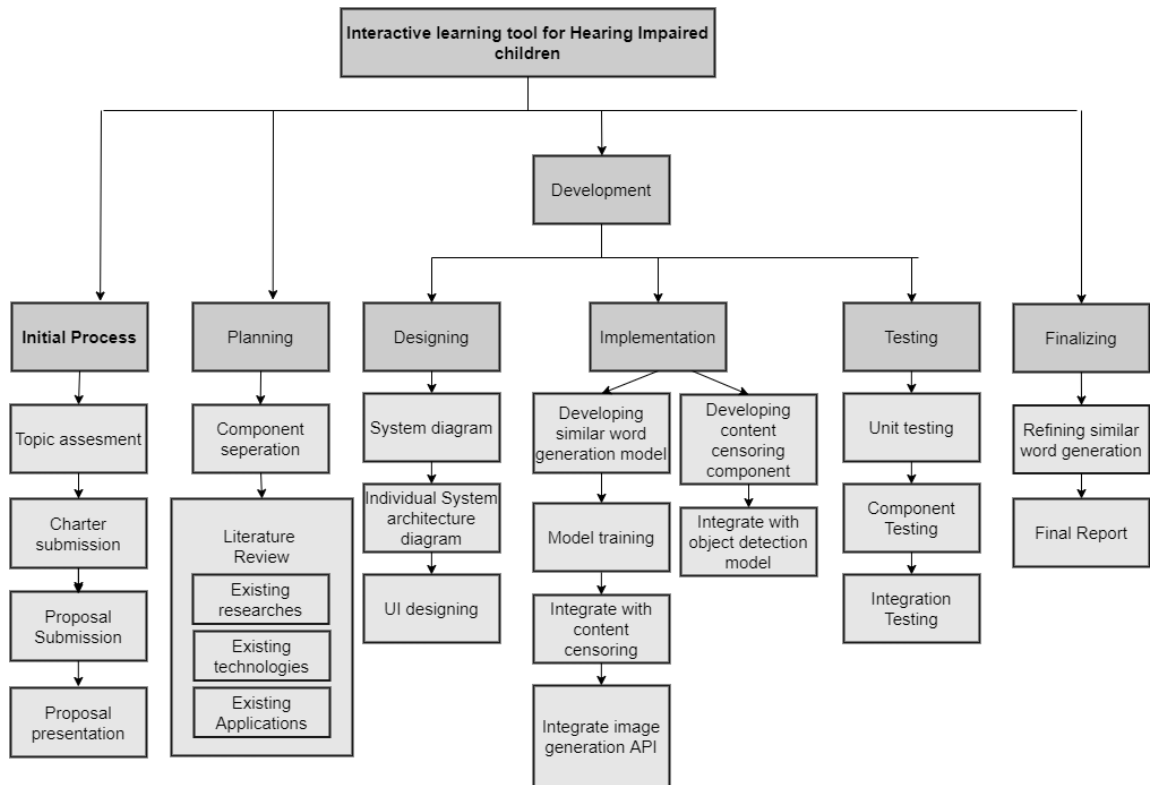 Interactive learning tool for Hearing Impaired
children
Development
Initial Process
Planning
Designing
Implementation
Testing
Finalizing
Topic assesment
Charter
submission
Proposal
Submission
Proposal
presentation
Component
seperation
Literature
Review
Existing
researches
Existing
technologies
Existing
Applications
System diagram
Individual System
architecture
diagram
UI designing
Developing
similar word
generation model
Model training
Integrate with
content
censoring
Integrate image
generation API
Developing
content
censoring
component
Integrate with
object detection
model
Unit testing
Component
Testing
Integration
Testing
Refining similar
word generation
Final Report